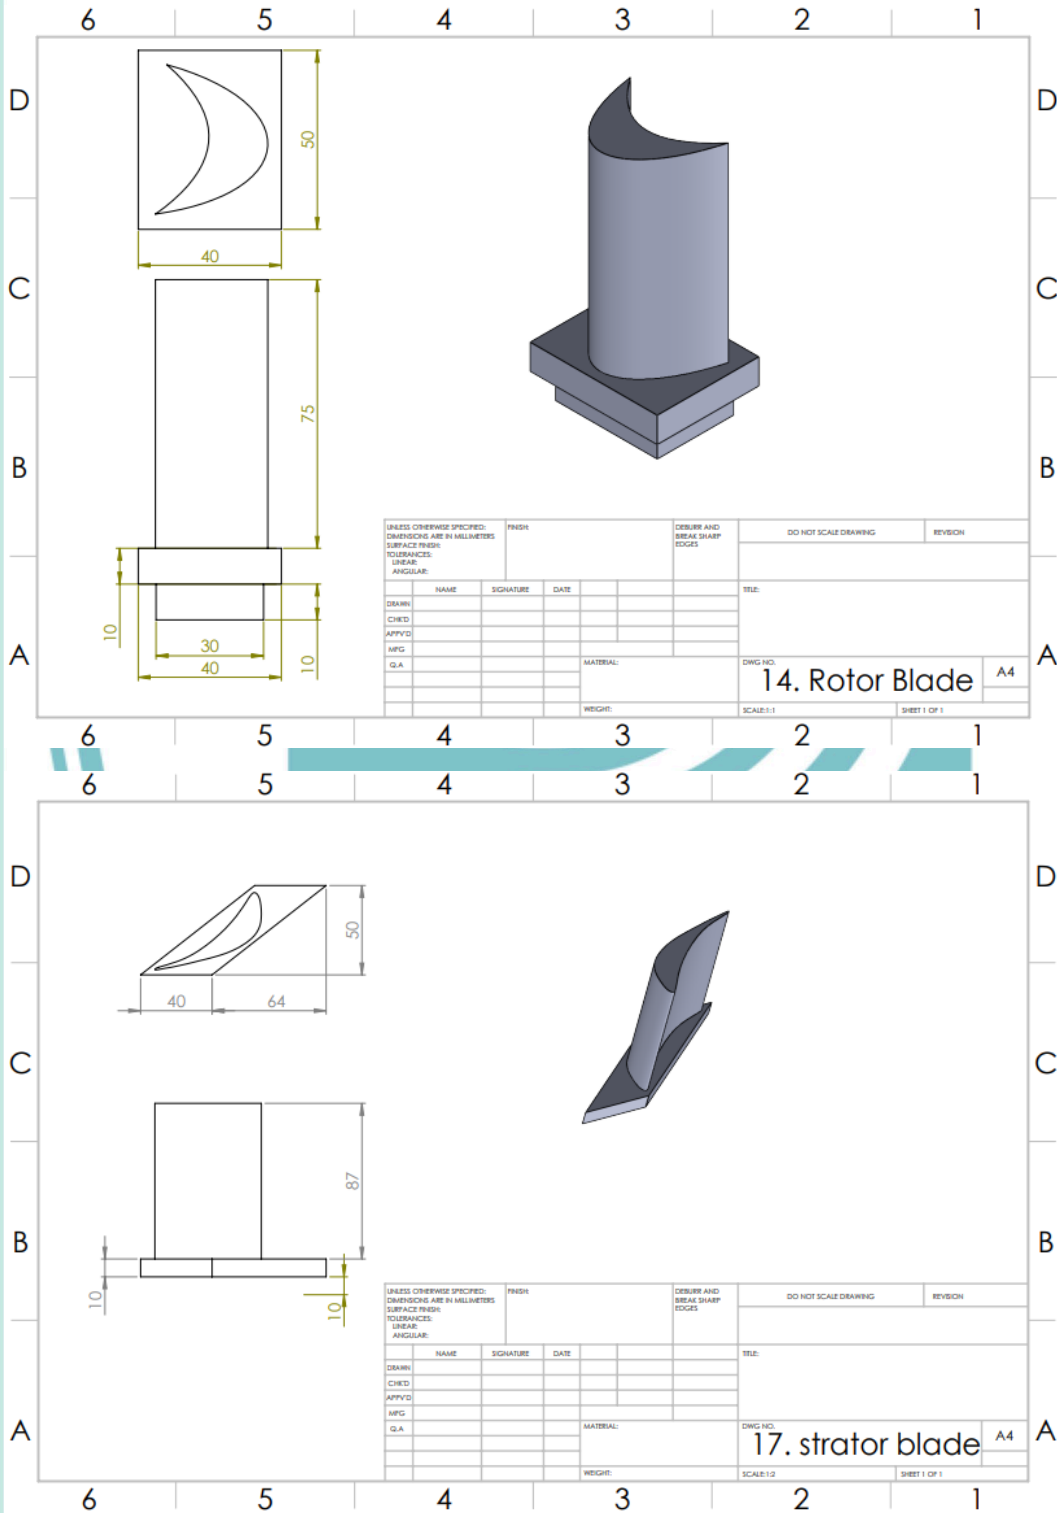 6 5 4 3 2 1
D D
50
40
C C
75
B B
10
30
40
10
A A
UNLESS OTHERWISE SPECIFIED:
DIMENSIONS ARE IN MILLIMETERS
SURFACE FINISH:
TOLERANCES:
LINEAR:
ANGULAR:
FINISH:
DEBURR AND
BREAK SHARP
EDGES
DO NOT SCALE DRAWING
REVISION
NAME SIGNATURE DATE
TITLE:
DRAWN
CHK'D
APPV'D
MFG
Q.A
MATERIAL:
DWG NO.
14. Rotor Blade
A4
WEIGHT:
SCALE:1:1
SHEET 1 OF 1
6 5 4 3 2 1
6 5 4 3 2 1
D D
50
40 64
C C
87
B B
10
10
UNLESS OTHERWISE SPECIFIED:
DIMENSIONS ARE IN MILLIMETERS
SURFACE FINISH:
TOLERANCES:
LINEAR:
ANGULAR:
FINISH:
DEBURR AND
BREAK SHARP
EDGES
DO NOT SCALE DRAWING
REVISION
NAME SIGNATURE DATE
TITLE:
DRAWN
CHK'D
APPV'D
MFG
Q.A
MATERIAL:
DWG NO.
17. strator blade
A4
A A
WEIGHT:
SCALE:1:2
SHEET 1 OF 1
6 5 4 3 2 1